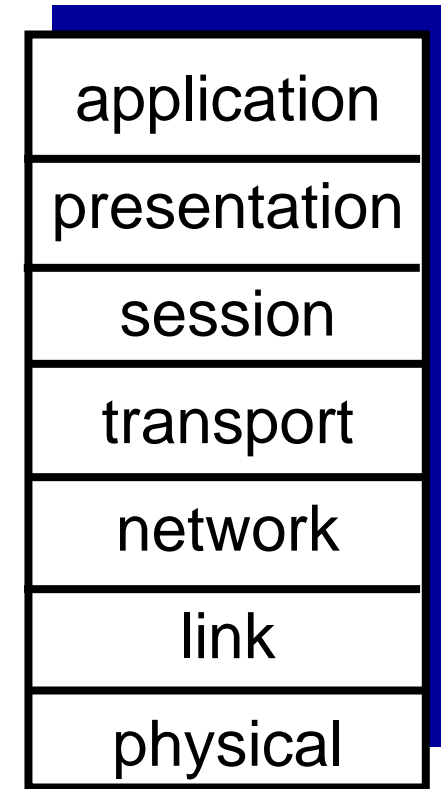 application
presentation
session
transport
network
link
physical